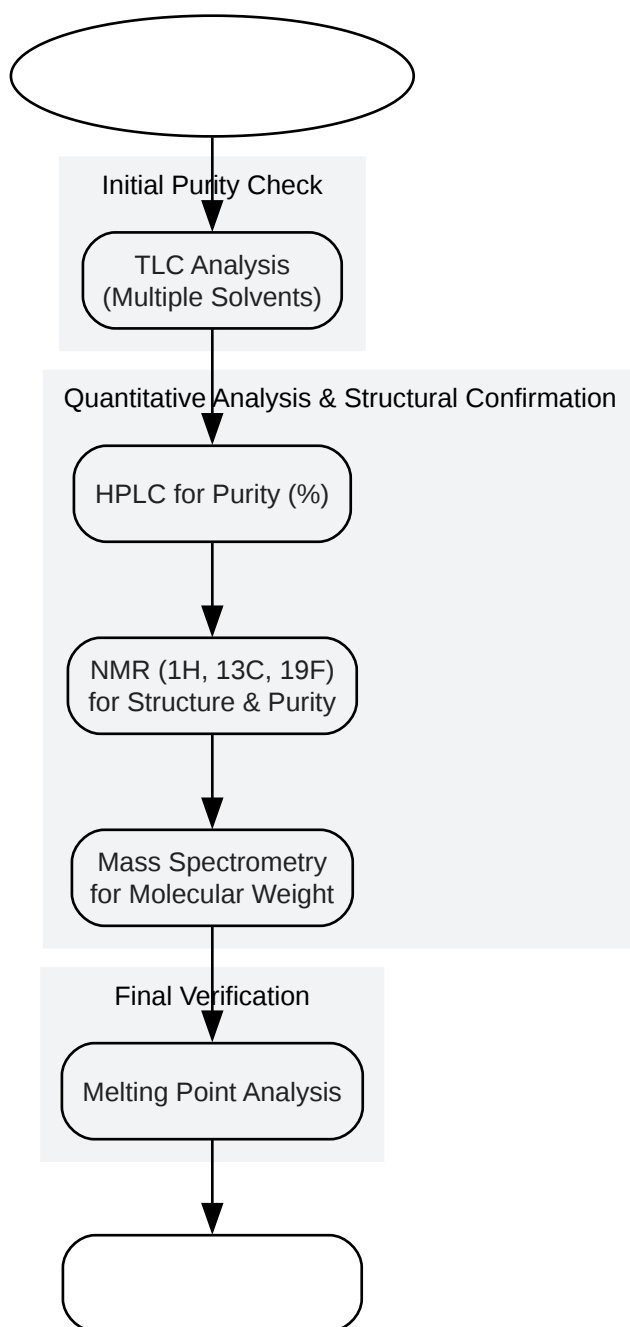 Initial Purity Check
TLC Analysis
(Multiple Solvents)
Quantitative Analysis & Structural Confirmation
HPLC for Purity (%)
NMR (1H, 13C, 19F)
for Structure & Purity
Mass Spectrometry
for Molecular Weight
Final Verification
Melting Point Analysis